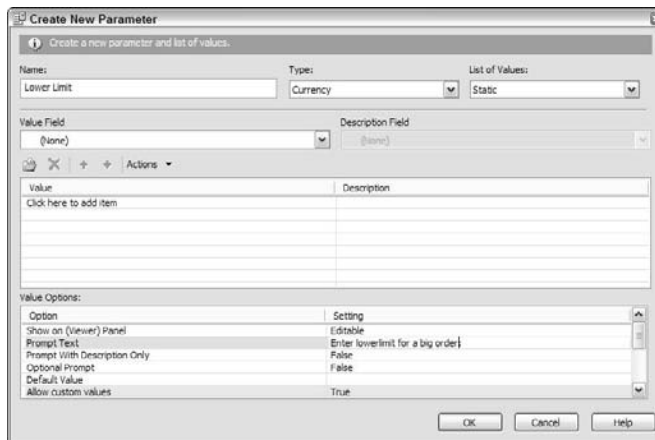 Create New Parameter
Create a new parameter and list of values.
Name: Type: List of Values:
Lower Limit Currency Static
Value Field Description Field
(None) (None)
Actions
Value Description
Click here to add item
Value Options:
Option Setting
Show on (Viewer) Panel Editable
Prompt Text Enter lowerlimit for a big order:
Prompt With Description Only False
Optional Prompt False
Default Value
Allow custom values True
OK Cancel Help